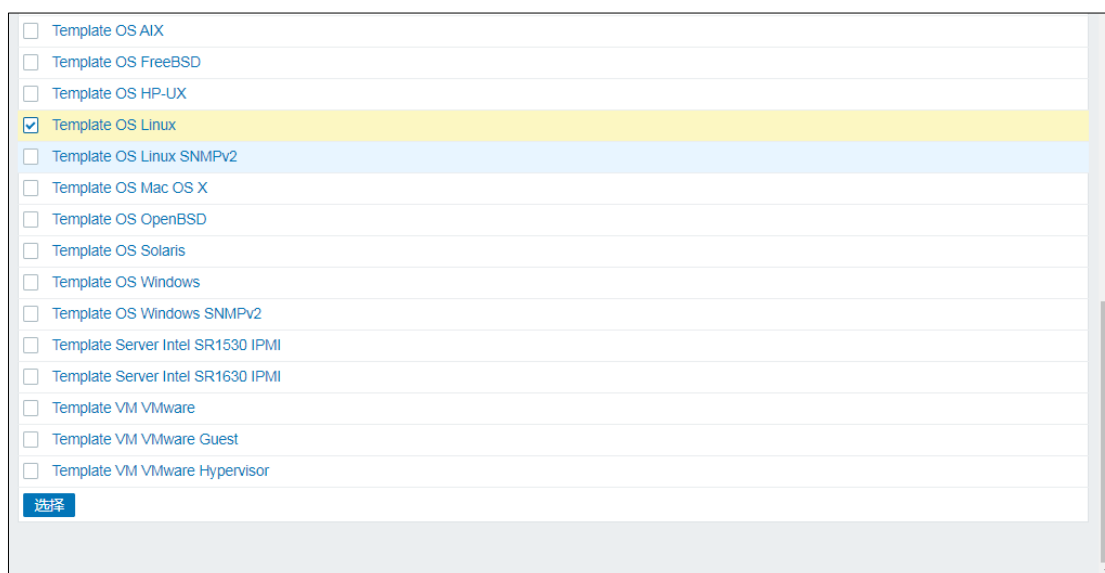 Template OS AIX
Template OS FreeBSD
Template OS HP-UX
Template OS Linux
Template OS Linux SNMPv2
Template OS Mac OS X
Template OS OpenBSD
Template OS Solaris
Template OS Windows
Template OS Windows SNMPv2
Template Server Intel SR1530 IPMI
Template Server Intel SR1630 IPMI
Template VM VMware
Template VM VMware Guest
Template VM VMware Hypervisor
选择